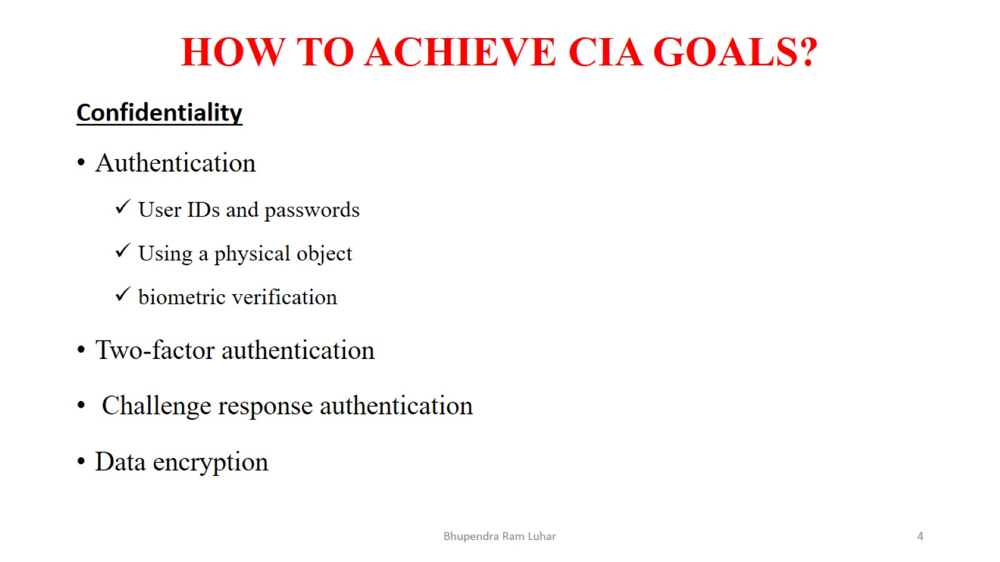 HOW TO ACHIEVE CIA GOALS?
Confidentiality
• Authentication
✓ User IDs and passwords
✓ Using a physical object
✓ biometric verification
• Two-factor authentication
• Challenge response authentication
• Data encryption
Bhupendra Ram Luhar
4